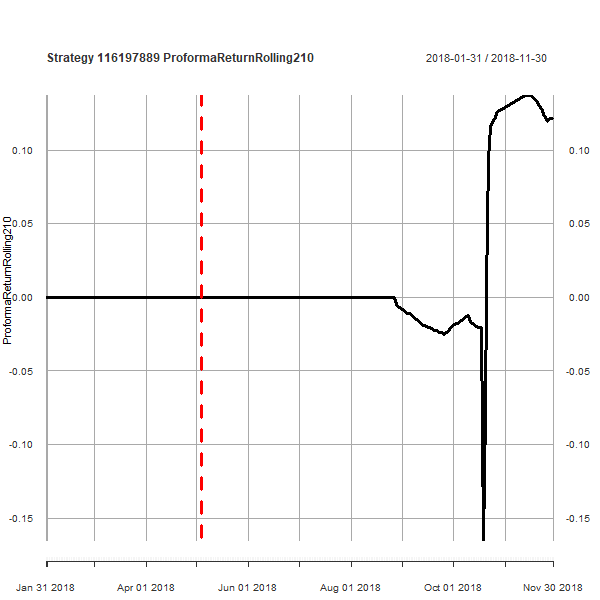 Strategy 116197889 ProformaReturnRolling210 2018-01-31 / 2018-11-30
0.10 0.10
0.05 0.05
0.00 0.00
-0.05 -0.05
-0.10 -0.10
-0.15 -0.15
ProformaReturnRolling210
Jan 31 2018 Apr 01 2018 Jun 01 2018 Aug 01 2018 Oct 01 2018 Nov 30 2018